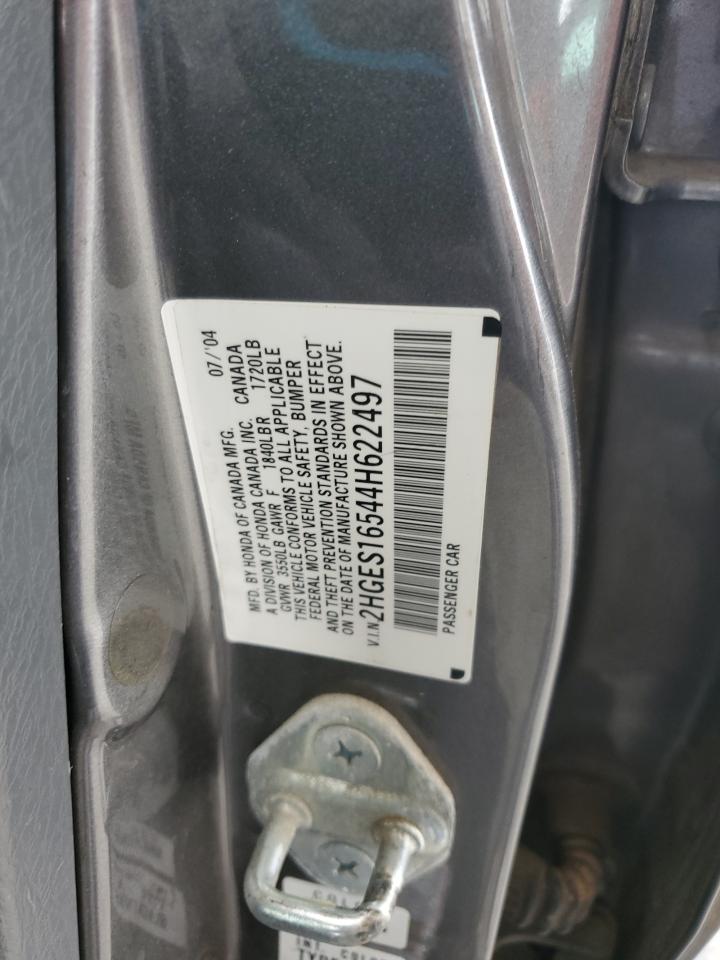 MFD. BY HONDA OF CANADA MFG. 07/'04
A DIVISION OF HONDA CANADA INC. CANADA
GVWR 3550LB GAWR F 1840LBR 1720LB
THIS VEHICLE CONFORMS TO ALL APPLICABLE
FEDERAL MOTOR VEHICLE SAFETY, BUMPER
AND THEFT PREVENTION STANDARDS IN EFFECT
ON THE DATE OF MANUFACTURE SHOWN ABOVE.
V.I.N 2HGES16544H622497
PASSENGER CAR